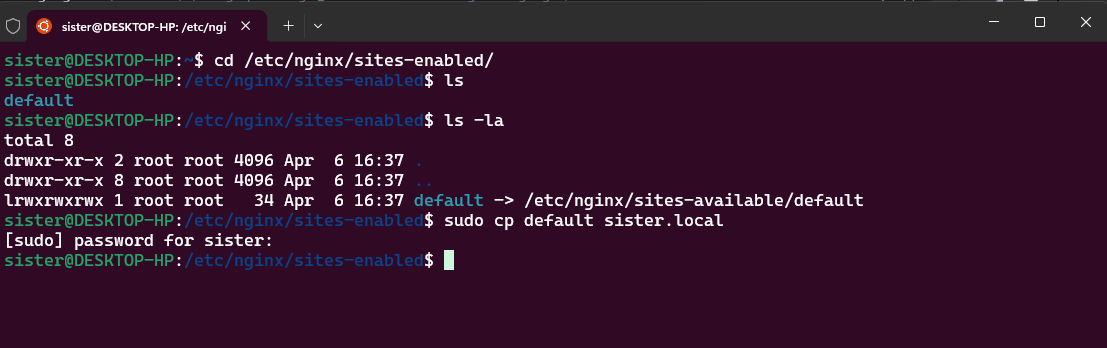 sister@DESKTOP-HP: /etc/ngi
sister@DESKTOP-HP:~$ cd /etc/nginx/sites-enabled/
sister@DESKTOP-HP:/etc/nginx/sites-enabled$ ls
default
sister@DESKTOP-HP:/etc/nginx/sites-enabled$ ls -la
total 8
drwxr-xr-x 2 root root 4096 Apr  6 16:37 .
drwxr-xr-x 8 root root 4096 Apr  6 16:37 ..
lrwxrwxrwx 1 root root   34 Apr  6 16:37 default -> /etc/nginx/sites-available/default
sister@DESKTOP-HP:/etc/nginx/sites-enabled$ sudo cp default sister.local
[sudo] password for sister:
sister@DESKTOP-HP:/etc/nginx/sites-enabled$